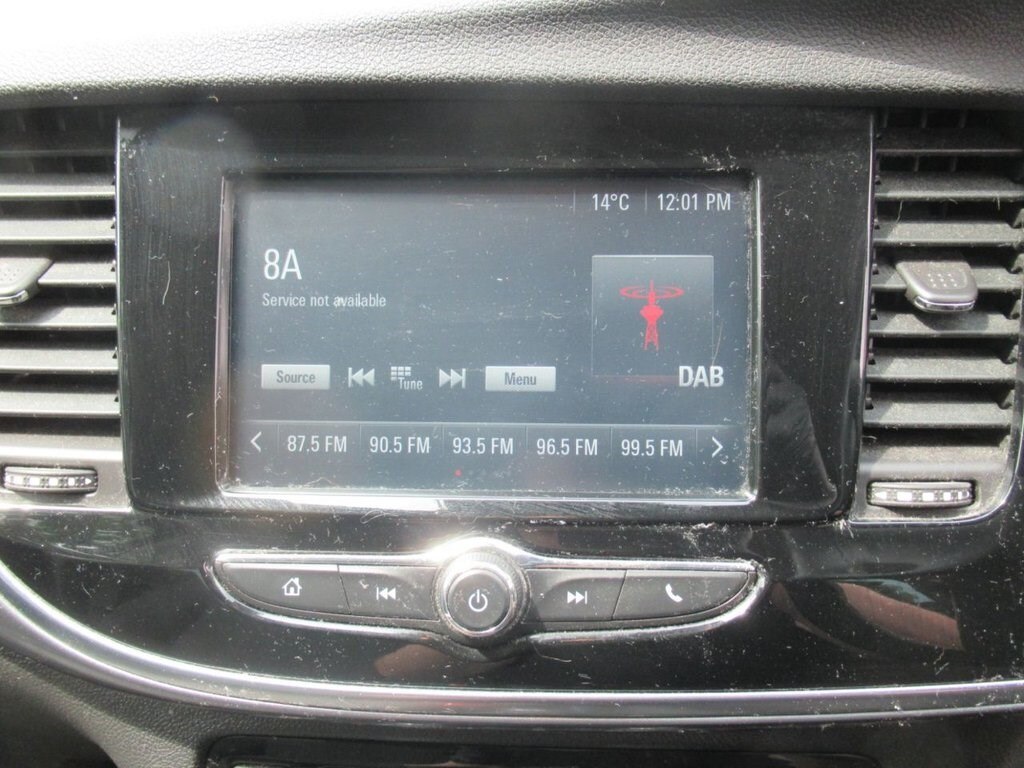 14°C 12:01 PM
8A
Service not available
Source Tune Menu
DAB
87.5 FM 90.5 FM 93.5 FM 96.5 FM 99.5 FM